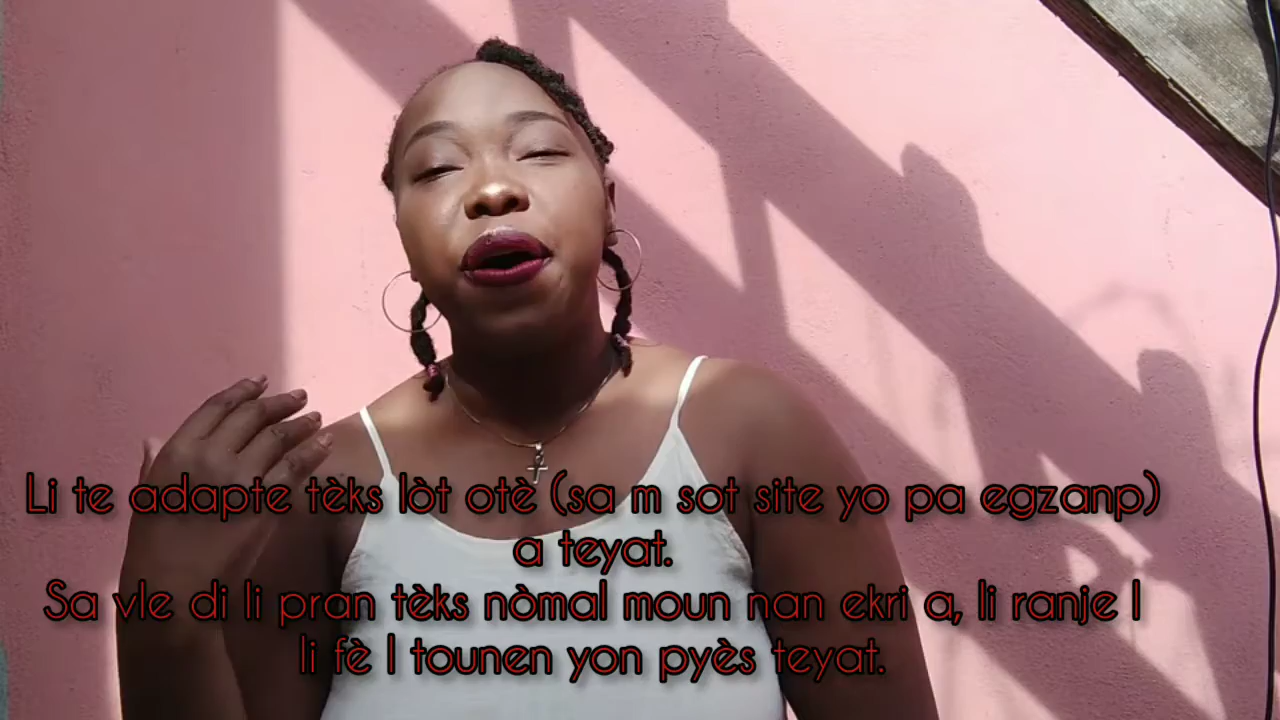 Li te adapte tèks lòt otè (sa m sot site yo pa egzanp)
a teyat.
Sa vle di li pran tèks nòmal moun nan ekri a, li ranje l
li fè l tounen yon pyès teyat.